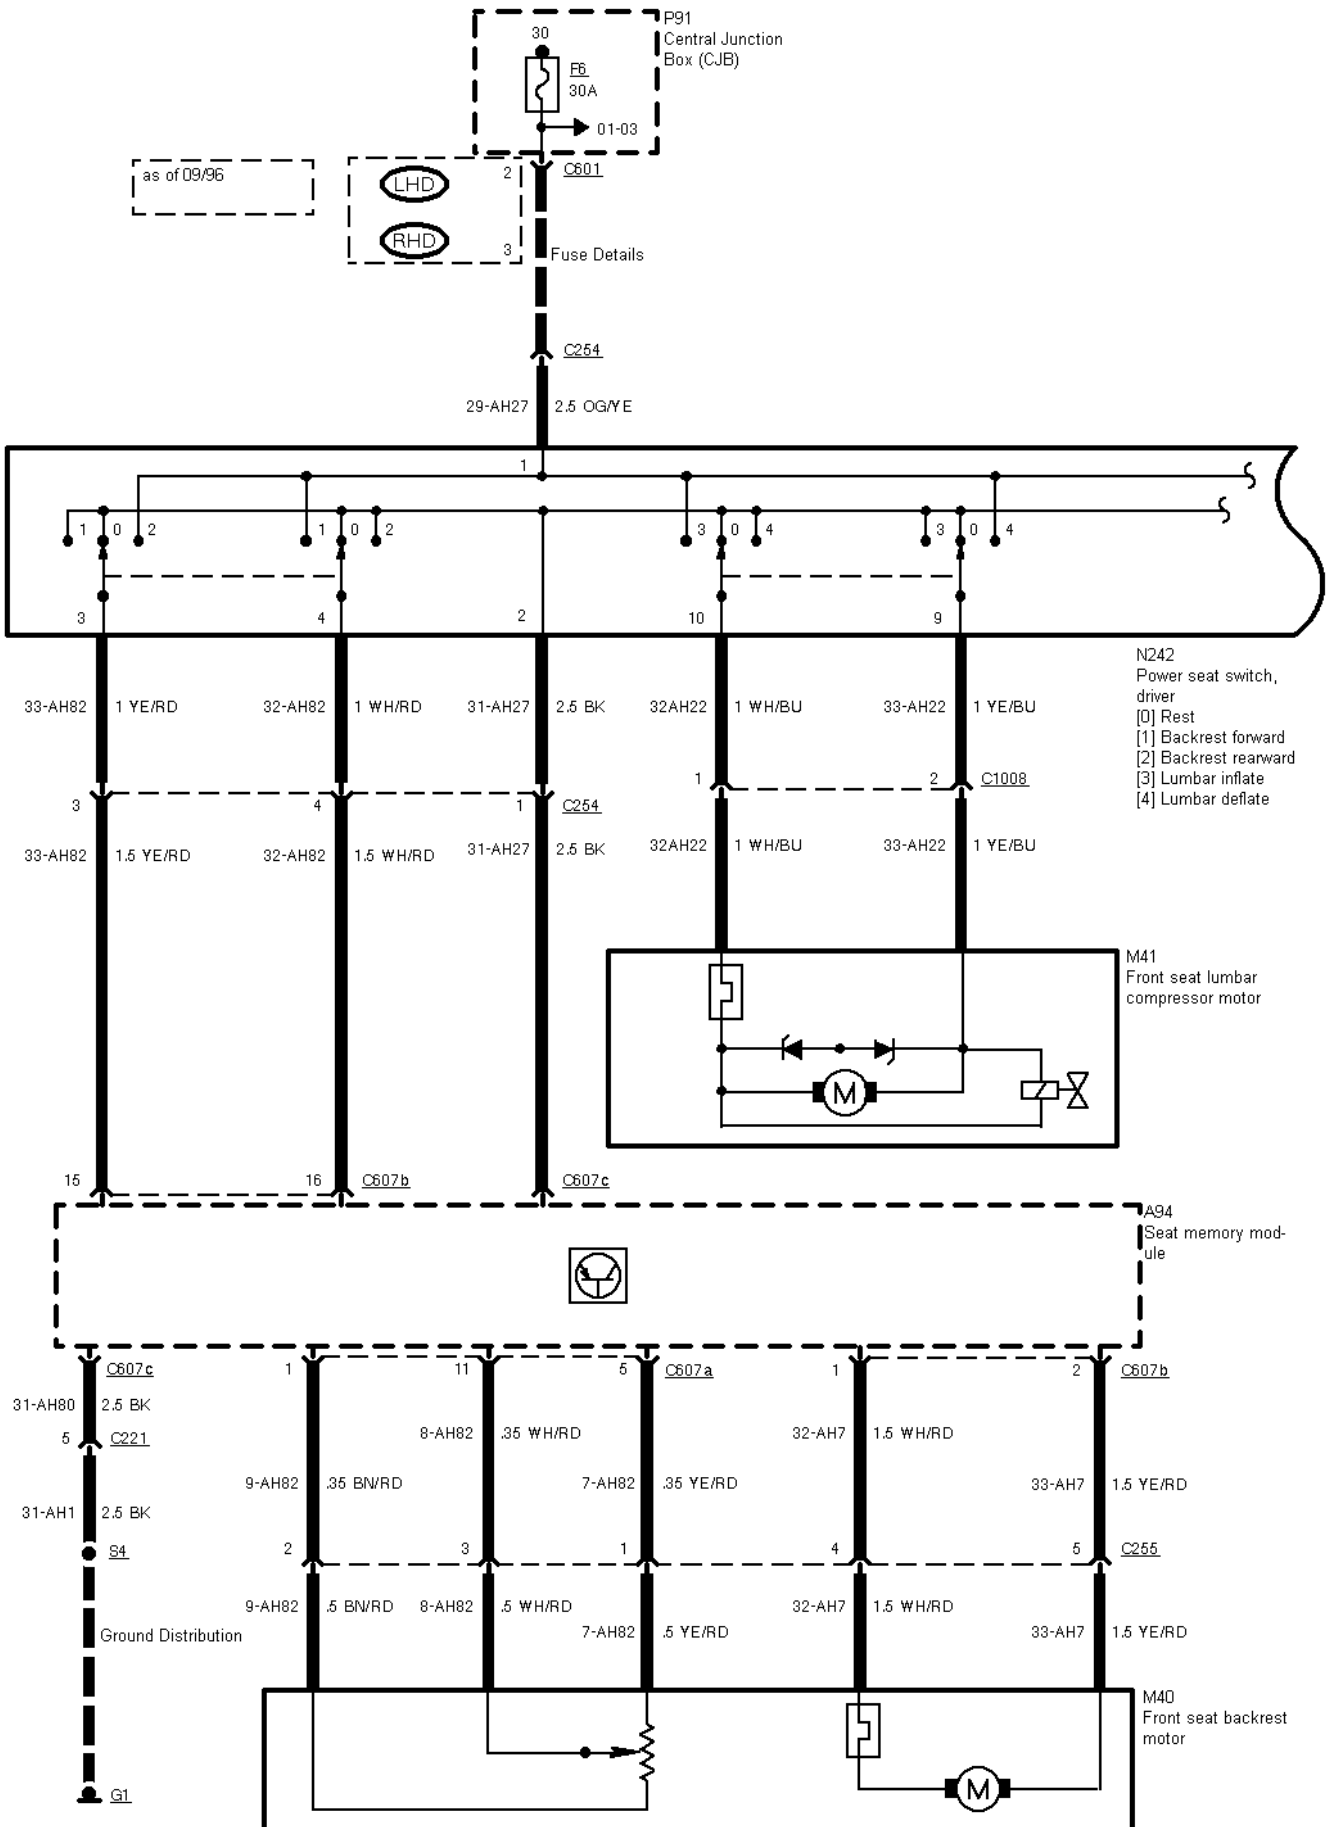 P91
Central Junction
Box (CJB)
30
F6
30A
01-03
as of 09/96
LHD
2
C601
RHD
3
Fuse Details
C254
29-AH27 2.5 OG/YE
1
1 0 2 1 0 2 3 0 4 3 0 4
3 4 2 10 9
N242
Power seat switch,
driver
[0] Rest
[1] Backrest forward
[2] Backrest rearward
[3] Lumbar inflate
[4] Lumbar deflate
33-AH82 1 YE/RD 32-AH82 1 WH/RD 31-AH27 2.5 BK 32AH22 1 WH/BU 33-AH22 1 YE/BU
1 2 C1008
3 4 1 C254
33-AH82 1.5 YE/RD 32-AH82 1.5 WH/RD 31-AH27 2.5 BK 32AH22 1 WH/BU 33-AH22 1 YE/BU
M41
Front seat lumbar
compressor motor
M
15 16 C607b C607c
A94
Seat memory mod-
ule
C607c 1 11 5 C607a 1 2 C607b
31-AH80 2.5 BK
5 C221
8-AH82 .35 WH/RD 32-AH7 1.5 WH/RD
9-AH82 .35 BN/RD 7-AH82 .35 YE/RD 33-AH7 1.5 YE/RD
31-AH1 2.5 BK
S4 2 3 1 4 5 C255
9-AH82 .5 BN/RD 8-AH82 .5 WH/RD 32-AH7 1.5 WH/RD
Ground Distribution 7-AH82 .5 YE/RD 33-AH7 1.5 YE/RD
M40
Front seat backrest
motor
M
G1